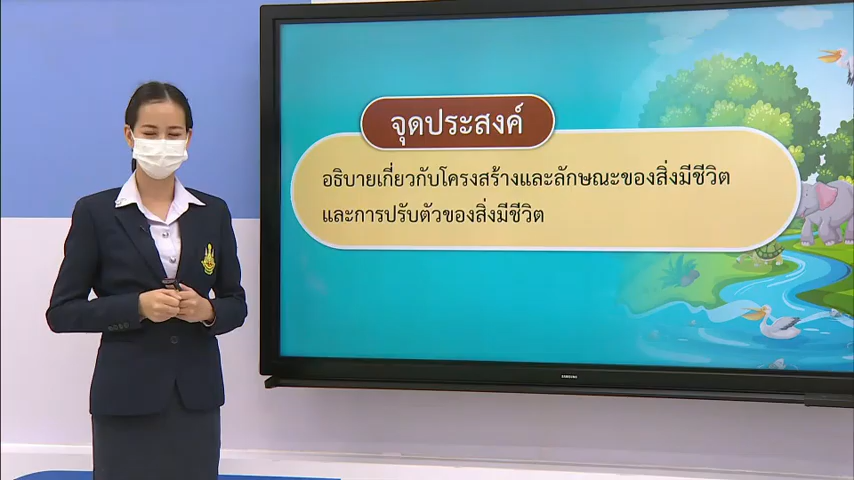 จุดประสงค์
อธิบายเกี่ยวกับโครงสร้างและลักษณะของสิ่งมีชีวิต
และการปรับตัวของสิ่งมีชีวิต
SAMSUNG